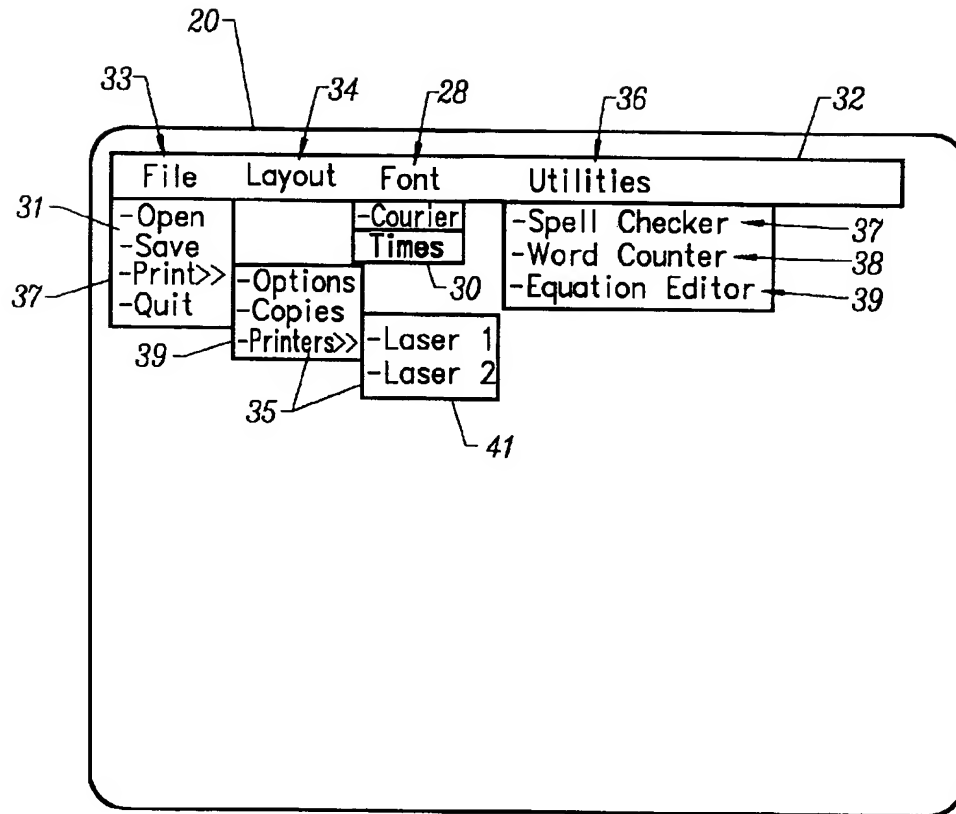 20
33 34 28 36 32
File Layout Font Utilities
31
-Open
-Save
-Print>>
-Quit
37
-Courier
Times
30
-Spell Checker
-Word Counter
-Equation Editor
37
38
39
-Options
-Copies
-Printers>>
39
35
-Laser 1
-Laser 2
41